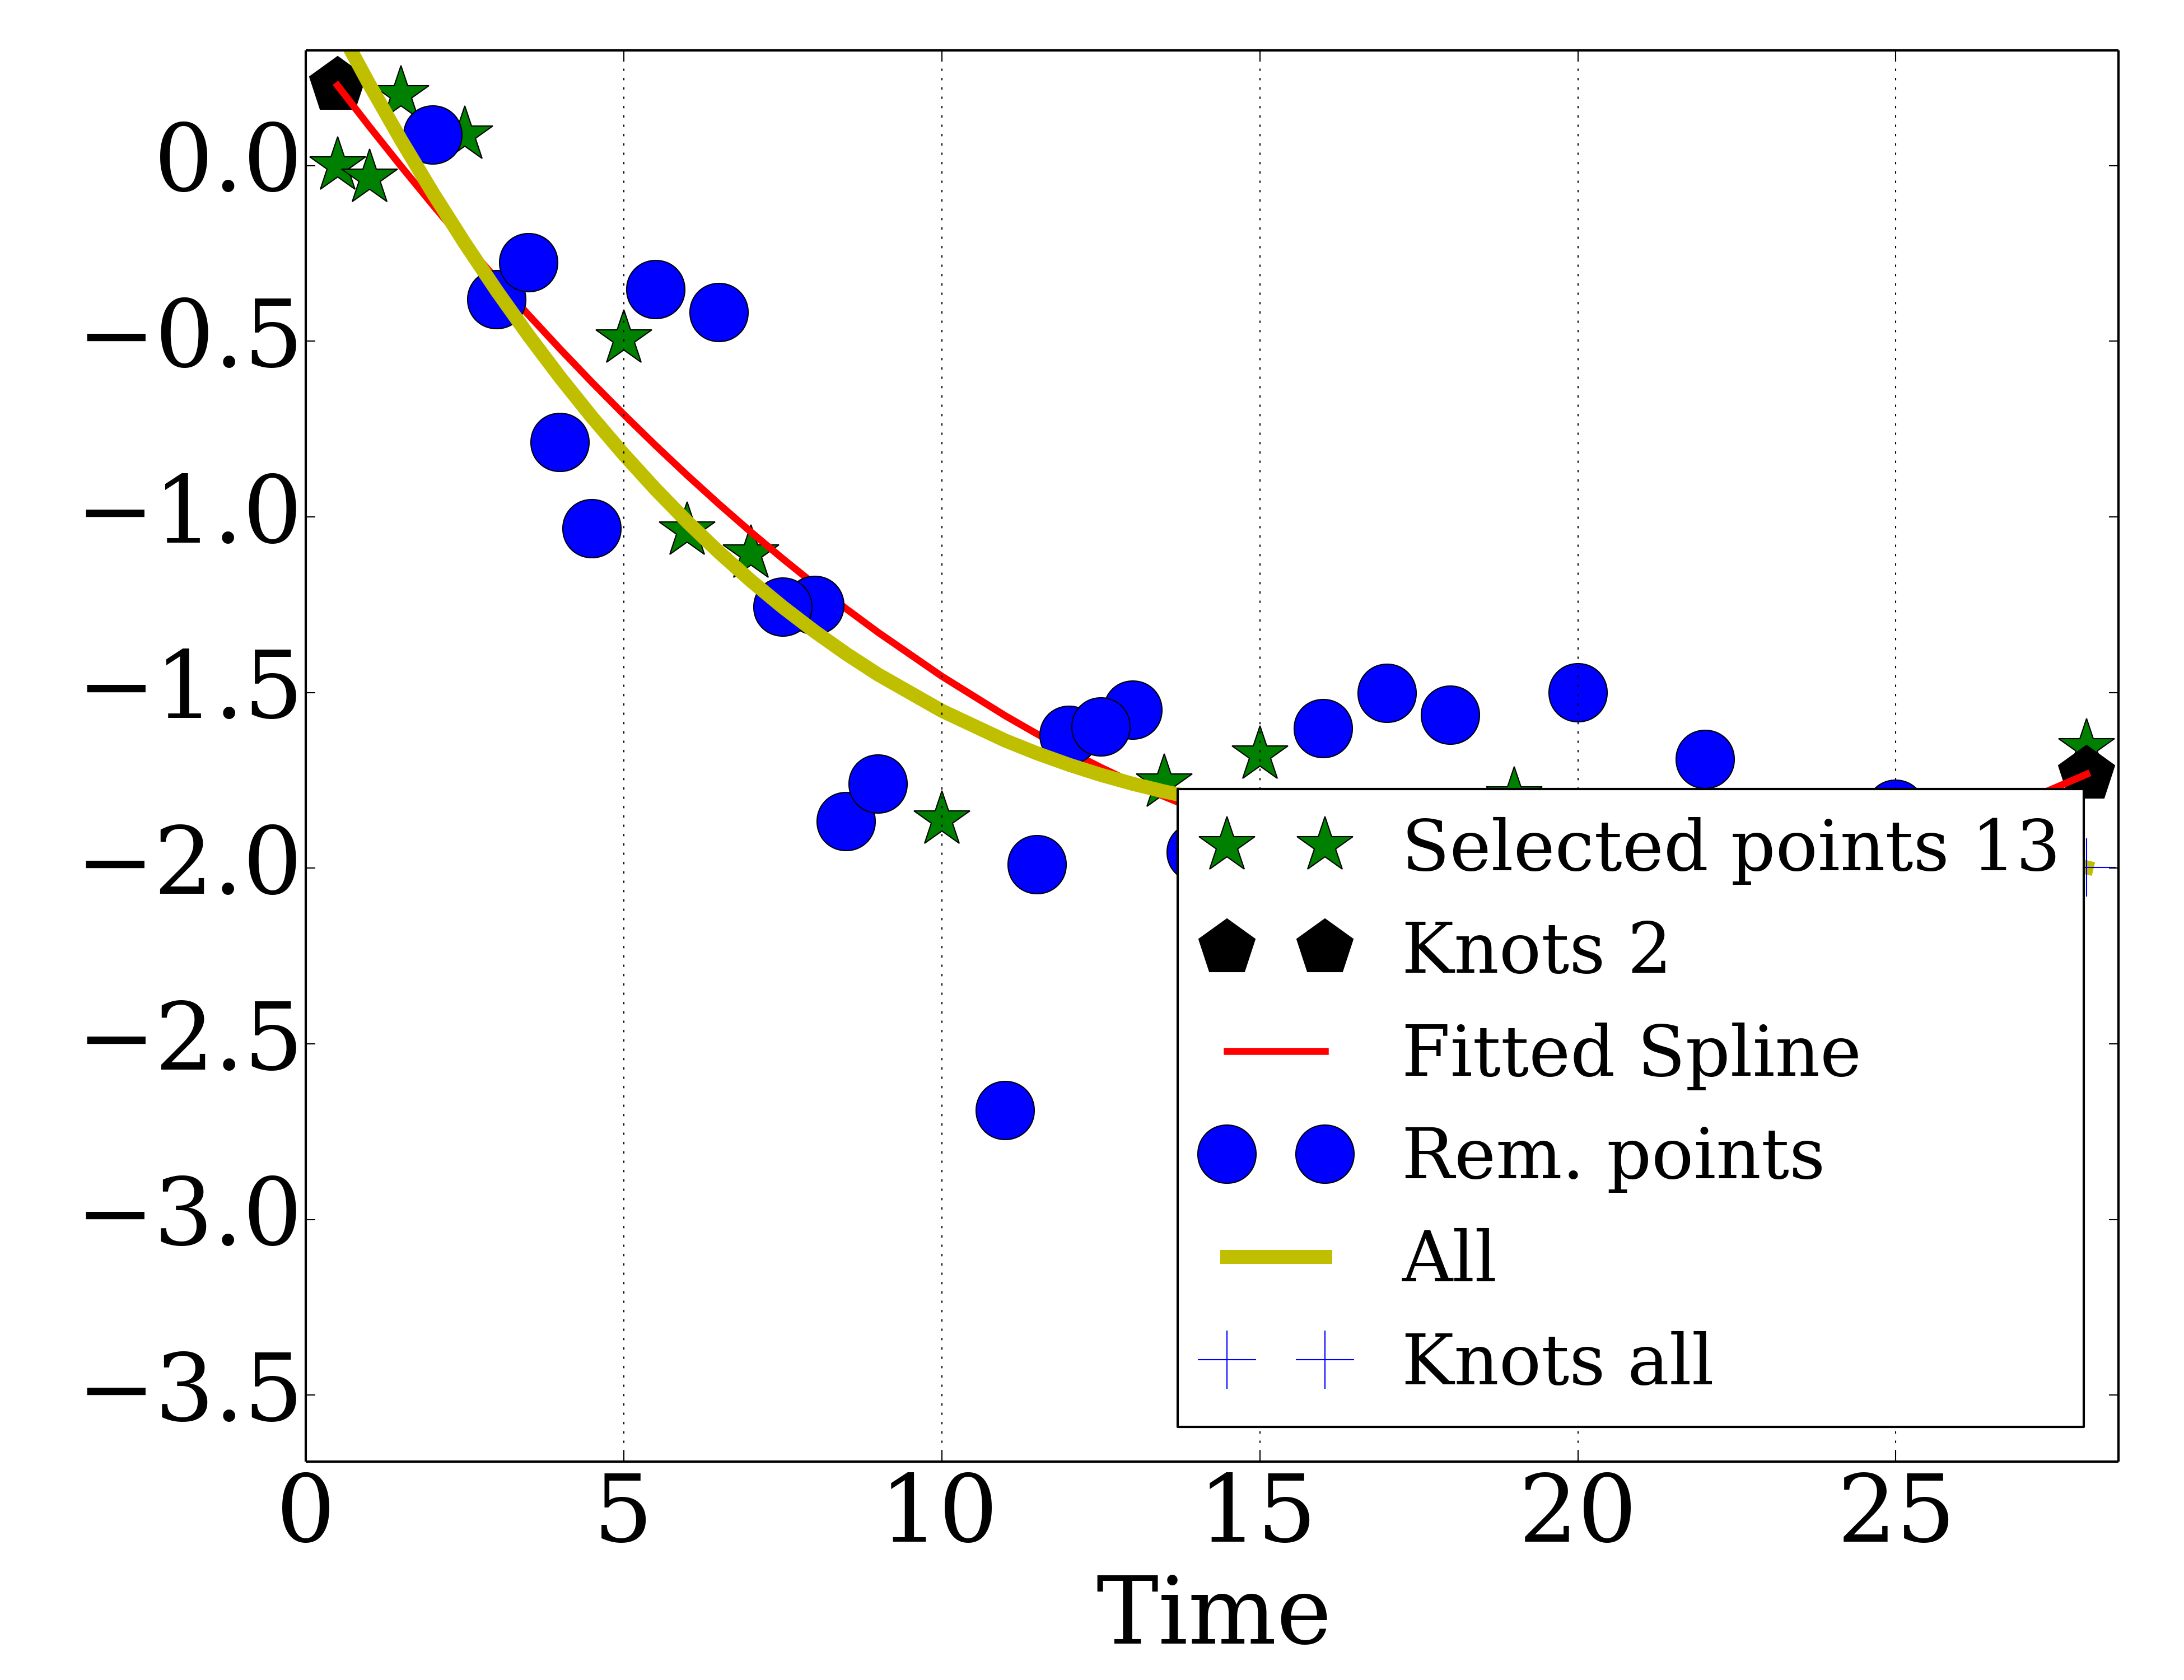 0.0
−0.5
−1.0
−1.5
−2.0
−2.5
−3.0
−3.5
Selected points 13
Knots 2
Fitted Spline
Rem. points
All
Knots all
0 5 10 15 20 25
Time